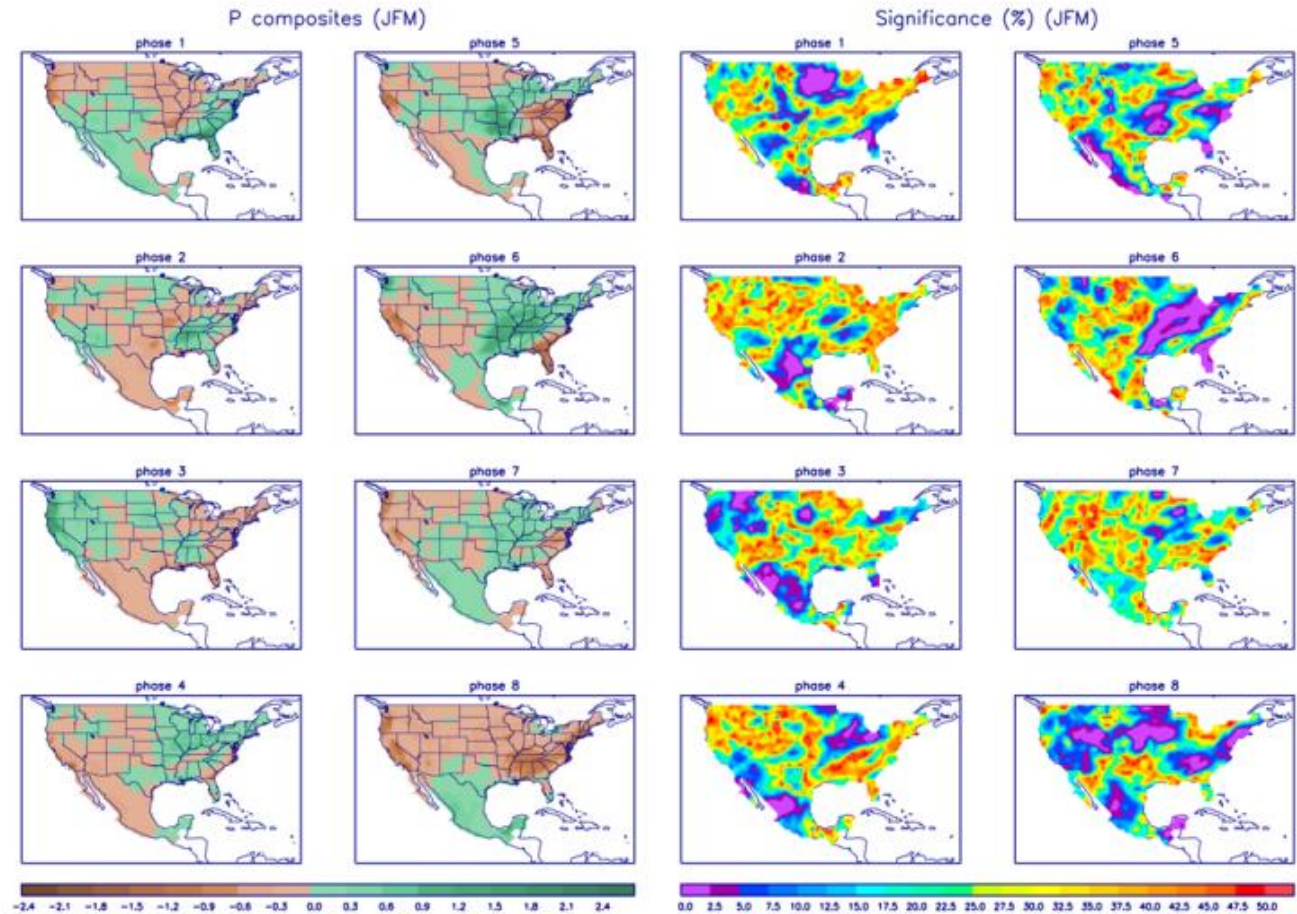 P composites (JFM)
Significance (%) (JFM)
phase 1
phase 5
phase 1
phase 5
phase 2
phase 6
phase 2
phase 6
phase 3
phase 7
phase 3
phase 7
phase 4
phase 8
phase 4
phase 8
−2.4 −2.1 −1.8 −1.5 −1.2 −0.9 −0.6 −0.3 0.0 0.3 0.6 0.9 1.2 1.5 1.8 2.1 2.4
0.0 2.5 5.0 7.5 10.0 12.5 15.0 17.5 20.0 22.5 25.0 27.5 30.0 32.5 35.0 37.5 40.0 42.5 45.0 47.5 50.0